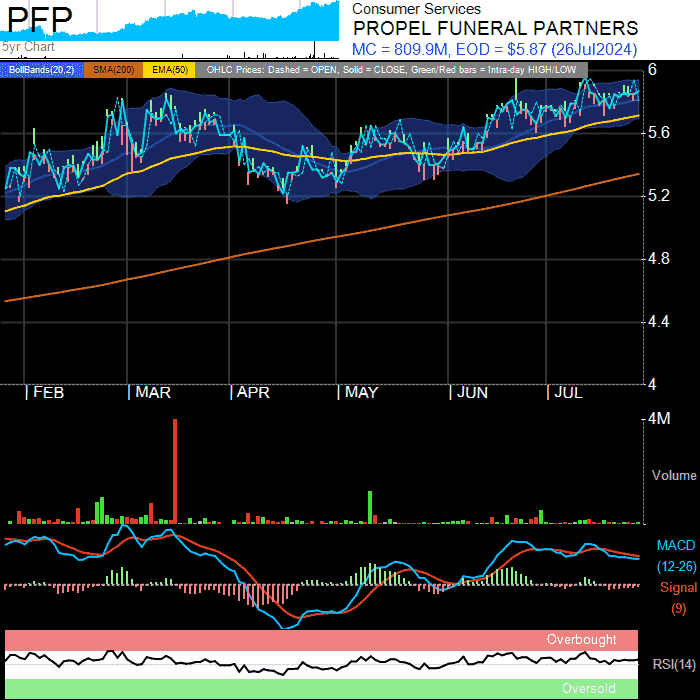 PFP
5yr Chart
Consumer Services
PROPEL FUNERAL PARTNERS
MC = 809.9M, EOD = $5.87 (26Jul2024)
BollBands(20,2) SMA(200) EMA(50) OHLC Prices: Dashed = OPEN, Solid = CLOSE, Green/Red bars = Intra-day HIGH/LOW
6
5.6
5.2
4.8
4.4
4
FEB MAR APR MAY JUN JUL
4M
Volume
MACD
(12-26)
Signal
(9)
Overbought
RSI(14)
Oversold